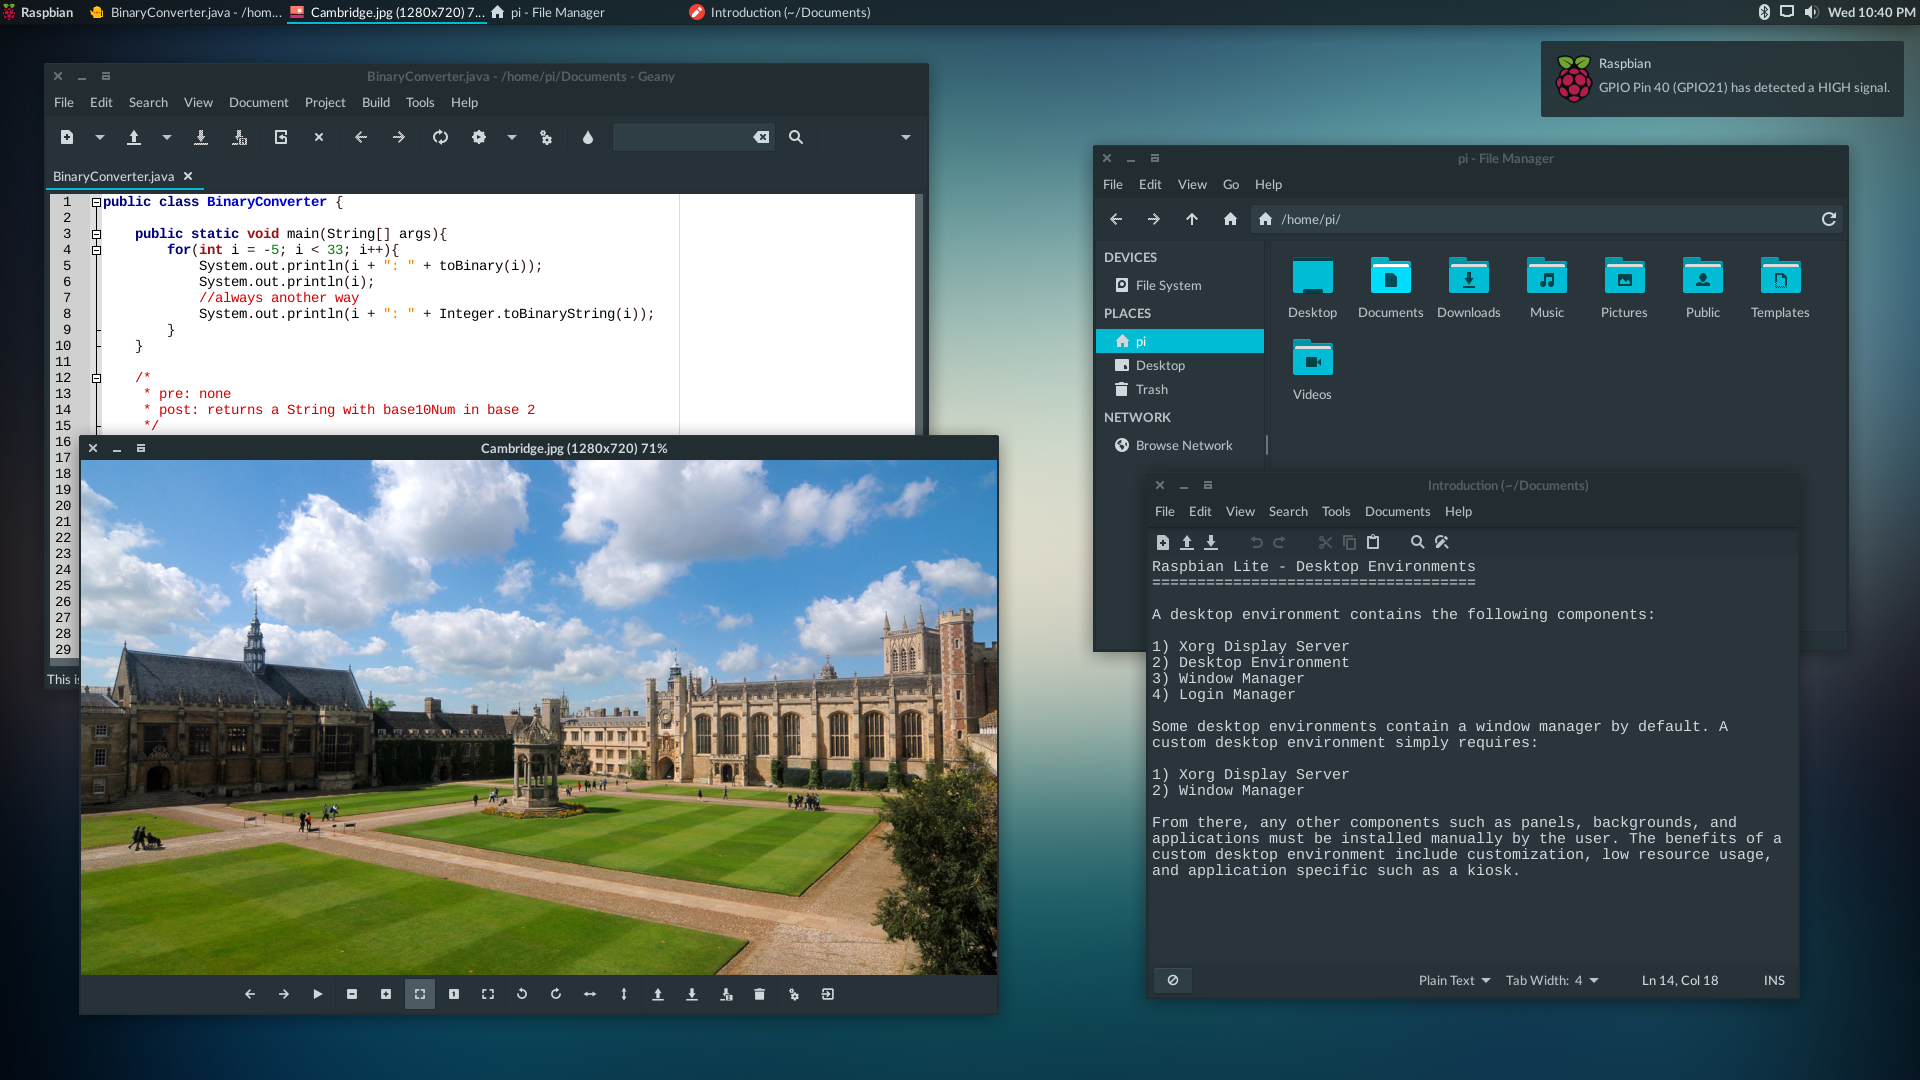 Raspbian
BinaryConverter.java - /hom...
Cambridge.jpg (1280x720) 7...
pi - File Manager
Introduction (~/Documents)
Wed 10:40 PM
Raspbian
GPIO Pin 40 (GPIO21) has detected a HIGH signal.
BinaryConverter.java - /home/pi/Documents - Geany
File Edit Search View Document Project Build Tools Help
BinaryConverter.java
1 public class BinaryConverter {
2
3 public static void main(String[] args){
4 for(int i = -5; i < 33; i++){
5 System.out.println(i + ": " + toBinary(i));
6 System.out.println(i);
7 //always another way
8 System.out.println(i + ": " + Integer.toBinaryString(i));
9 }
10 }
11
12 /*
13 * pre: none
14 * post: returns a String with base10Num in base 2
15 */
16
17
18
19
20
21
22
23
24
25
26
27
28
29
This
Cambridge.jpg (1280x720) 71%
pi - File Manager
File Edit View Go Help
/home/pi/
DEVICES
File System
PLACES
pi
Desktop
Trash
NETWORK
Browse Network
Desktop Documents Downloads Music Pictures Public Templates
Videos
Introduction (~/Documents)
File Edit View Search Tools Documents Help
Raspbian Lite - Desktop Environments
====================================
A desktop environment contains the following components:
1) Xorg Display Server
2) Desktop Environment
3) Window Manager
4) Login Manager
Some desktop environments contain a window manager by default. A
custom desktop environment simply requires:
1) Xorg Display Server
2) Window Manager
From there, any other components such as panels, backgrounds, and
applications must be installed manually by the user. The benefits of a
custom desktop environment include customization, low resource usage,
and application specific such as a kiosk.
Plain Text Tab Width: 4 Ln 14, Col 18 INS